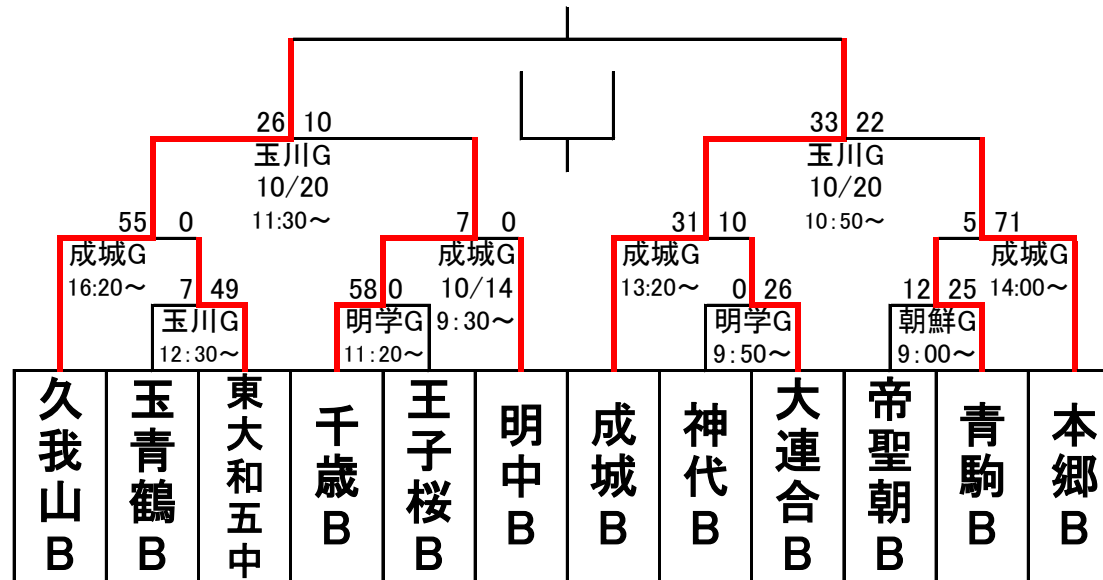 26 10
玉川G
10/20
11:30～
33 22
玉川G
10/20
10:50～
55 0
成城G
16:20～
7 0
成城G
10/14
9:30～
31 10
成城G
13:20～
5 71
成城G
14:00～
7 49
玉川G
12:30～
58 0
明学G
11:20～
0 26
明学G
9:50～
12 25
朝鮮G
9:00～
久我山B
玉青鶴B
東大和五中
千歳B
王子桜B
明中B
成城B
神代B
大連合B
帝聖朝B
青駒B
本郷B